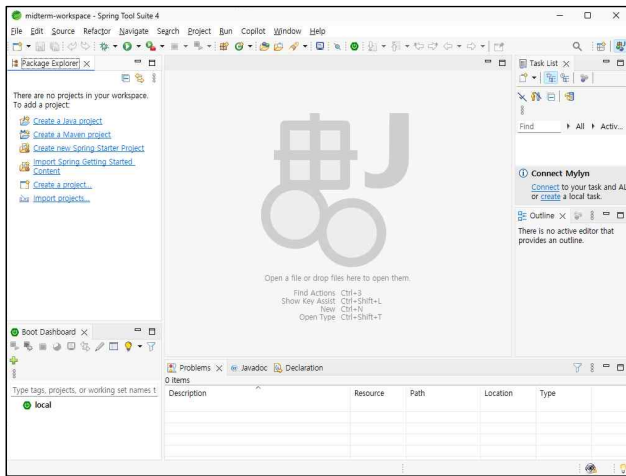 midterm-workspace - Spring Tool Suite 4
File Edit Source Refactor Navigate Search Project Run Copilot Window Help
Package Explorer
There are no projects in your workspace.
To add a project:
Create a Java project
Create a Maven project
Create new Spring Starter Project
Import Spring Getting Started
Content
Create a project...
Import projects...
Open a file or drop files here to open them.
Find Actions Ctrl+3
Show Key Assist Ctrl+Shift+L
New Ctrl+N
Open Type Ctrl+Shift+T
Task List
Find All Activ...
Connect Mylyn
Connect to your task and AL
or create a local task.
Outline
There is no active editor that
provides an outline.
Boot Dashboard
Type tags, projects, or working set names t
local
Problems Javadoc Declaration
0 items
Description Resource Path Location Type